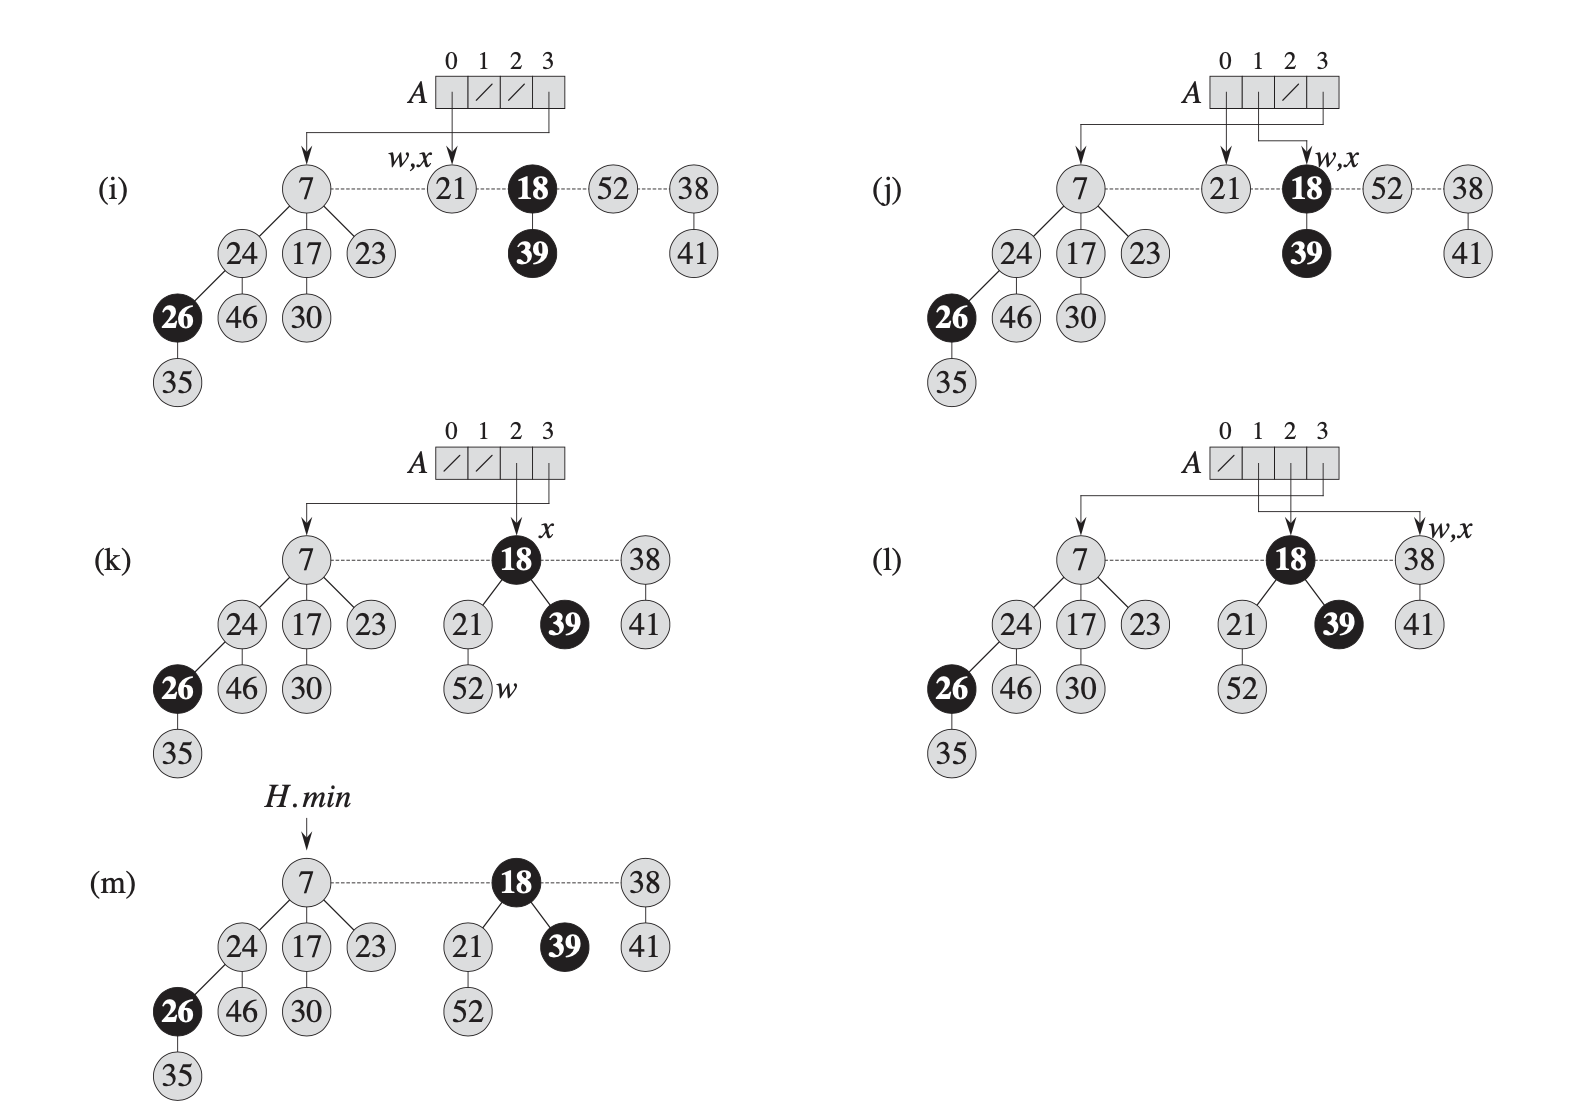 0 1 2 3 0 1 2 3
A / / A /
w,x w,x
(i) 7 21 18 52 38 (j) 7 21 18 52 38
24 17 23 39 41 24 17 23 39 41
26 46 30 26 46 30
35 35
0 1 2 3 0 1 2 3
A / / A /
x w,x
(k) 7 18 38 (l) 7 18 38
24 17 23 21 39 41 24 17 23 21 39 41
26 46 30 52 w 26 46 30 52
35 35
H.min
(m) 7 18 38
24 17 23 21 39 41
26 46 30 52
35